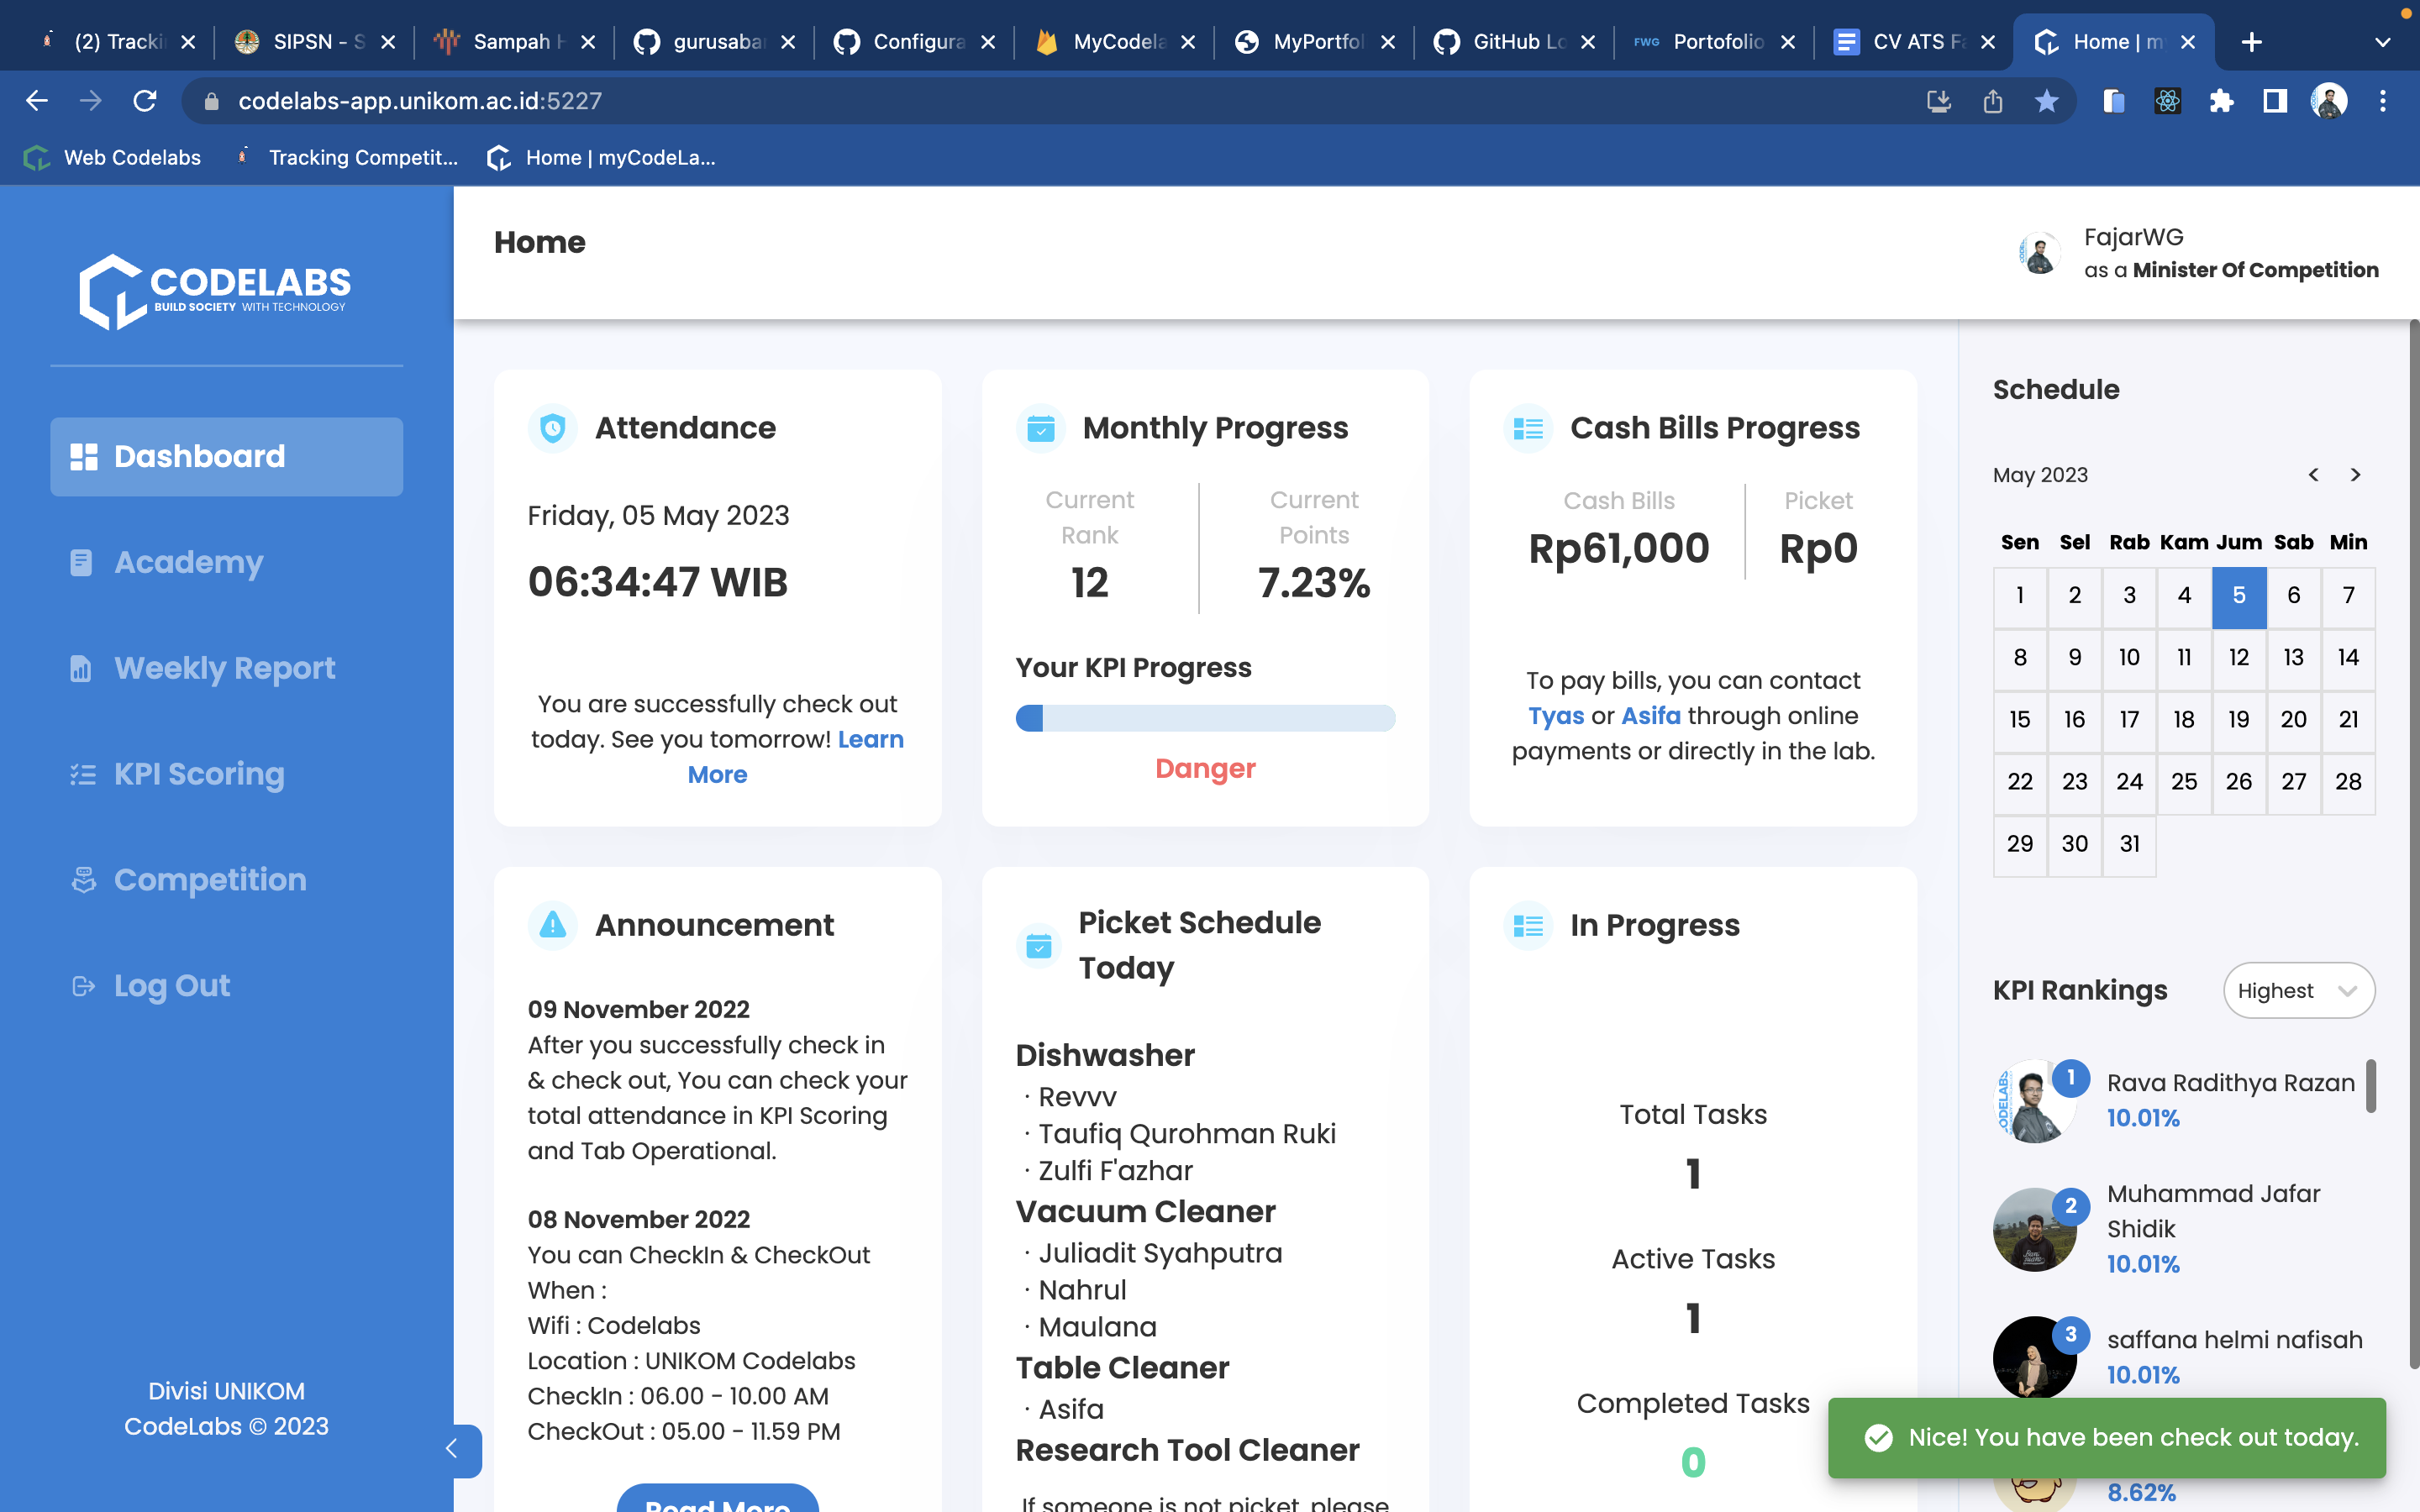 (2) Tracki
SIPSN - S
Sampah H
gurusaba
Configura
MyCodela
MyPortfol
GitHub Lo
FWG Portofolio
CV ATS Fa
Home | m
codelabs-app.unikom.ac.id:5227
Web Codelabs
Tracking Competit...
Home | myCodeLa...
CODELABS
BUILD SOCIETY WITH TECHNOLOGY
Dashboard
Academy
Weekly Report
KPI Scoring
Competition
Log Out
Divisi UNIKOM
CodeLabs © 2023
Home
FajarWG
as a Minister Of Competition
Attendance
Friday, 05 May 2023
06:34:47 WIB
You are successfully check out
today. See you tomorrow! Learn
More
Monthly Progress
Current
Rank
12
Current
Points
7.23%
Your KPI Progress
Danger
Cash Bills Progress
Cash Bills
Rp61,000
Picket
Rp0
To pay bills, you can contact
Tyas or Asifa through online
payments or directly in the lab.
Announcement
09 November 2022
After you successfully check in
& check out, You can check your
total attendance in KPI Scoring
and Tab Operational.
08 November 2022
You can CheckIn & CheckOut
When :
Wifi : Codelabs
Location : UNIKOM Codelabs
CheckIn : 06.00 - 10.00 AM
CheckOut : 05.00 - 11.59 PM
Read More
Picket Schedule
Today
Dishwasher
· Revvv
· Taufiq Qurohman Ruki
· Zulfi F'azhar
Vacuum Cleaner
· Juliadit Syahputra
· Nahrul
· Maulana
Table Cleaner
· Asifa
Research Tool Cleaner
If someone is not picket, please
In Progress
Total Tasks
1
Active Tasks
1
Completed Tasks
0
Schedule
May 2023
< >
Sen Sel Rab Kam Jum Sab Min
1 2 3 4 5 6 7
8 9 10 11 12 13 14
15 16 17 18 19 20 21
22 23 24 25 26 27 28
29 30 31
KPI Rankings
Highest
CODELABS
1
Rava Radithya Razan
10.01%
2
Muhammad Jafar
Shidik
10.01%
3
saffana helmi nafisah
10.01%
Nice! You have been check out today.
8.62%